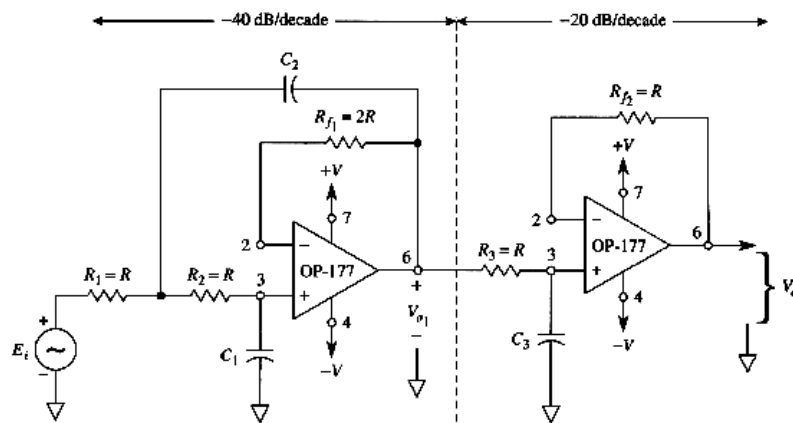 −40 dB/decade
−20 dB/decade
C2
Rf1 = 2R
+V
7
2
−
OP-177
6
3
+
4
−V
R1 = R
R2 = R
C1
+
Ei
−
+
Vo1
−
Rf2 = R
+V
7
2
−
OP-177
6
R3 = R
3
+
4
−V
C3